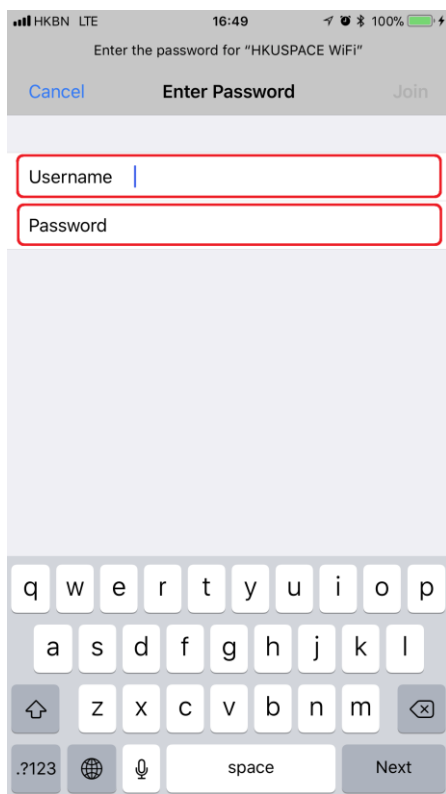 HKBN LTE 16:49 100%
Enter the password for “HKUSPACE WiFi”
Cancel Enter Password Join
Username
Password
q w e r t y u i o p
a s d f g h j k l
z x c v b n m
.?123 space Next